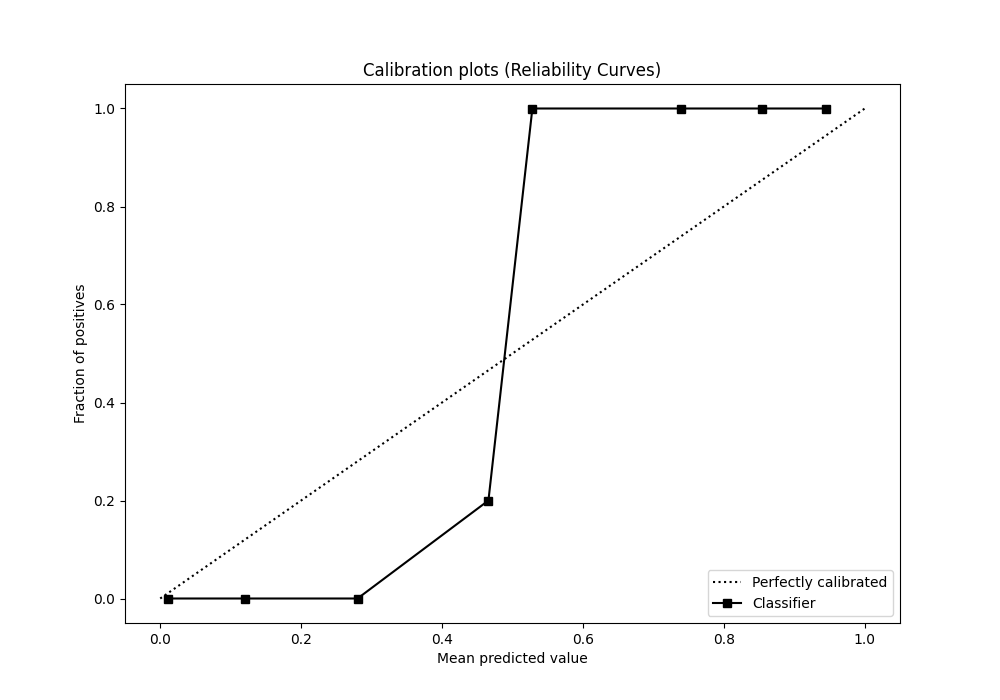 Calibration plots (Reliability Curves)
Fraction of positives
1.0
0.8
0.6
0.4
0.2
0.0
0.0 0.2 0.4 0.6 0.8 1.0
Mean predicted value
Perfectly calibrated
Classifier